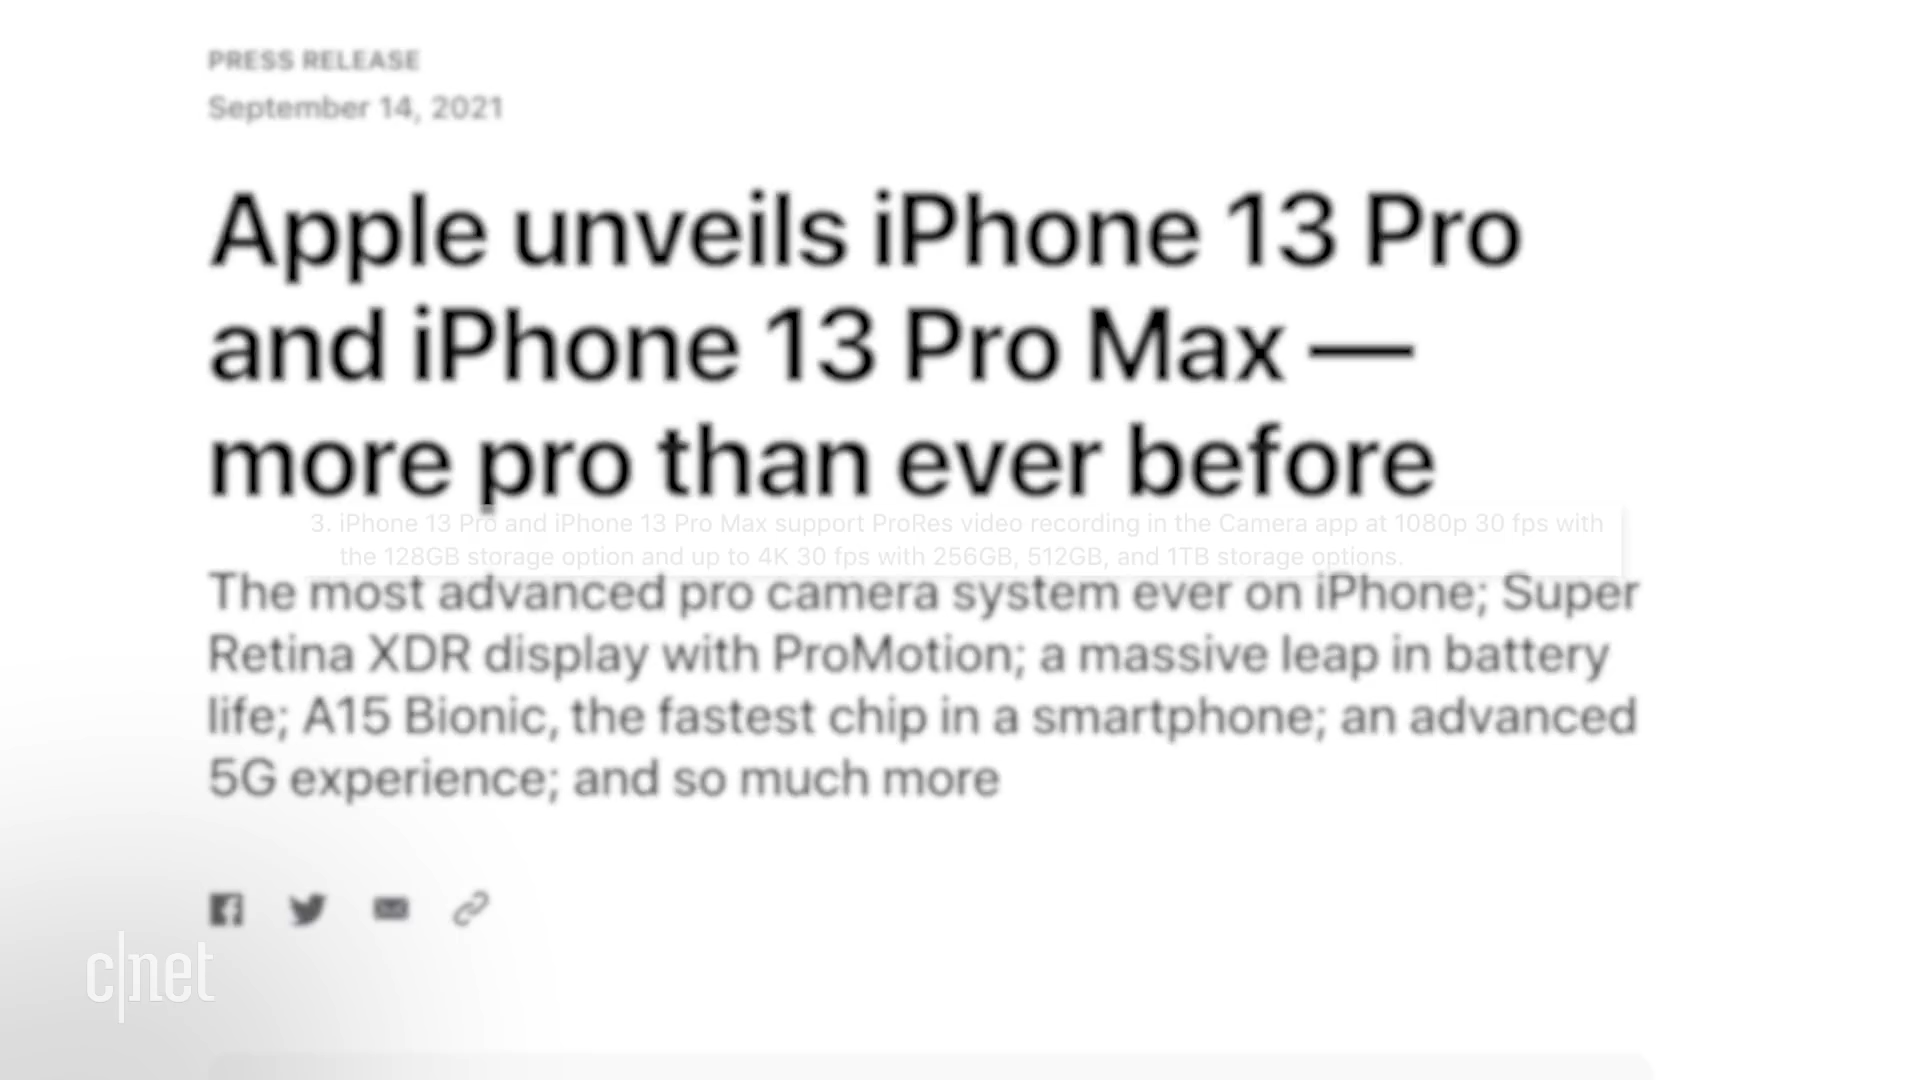 PRESS RELEASE
September 14, 2021
Apple unveils iPhone 13 Pro
and iPhone 13 Pro Max —
more pro than ever before
3. iPhone 13 Pro and iPhone 13 Pro Max support ProRes video recording in the Camera app at 1080p 30 fps with
the 128GB storage option and up to 4K 30 fps with 256GB, 512GB, and 1TB storage options.
The most advanced pro camera system ever on iPhone; Super
Retina XDR display with ProMotion; a massive leap in battery
life; A15 Bionic, the fastest chip in a smartphone; an advanced
5G experience; and so much more
c|net